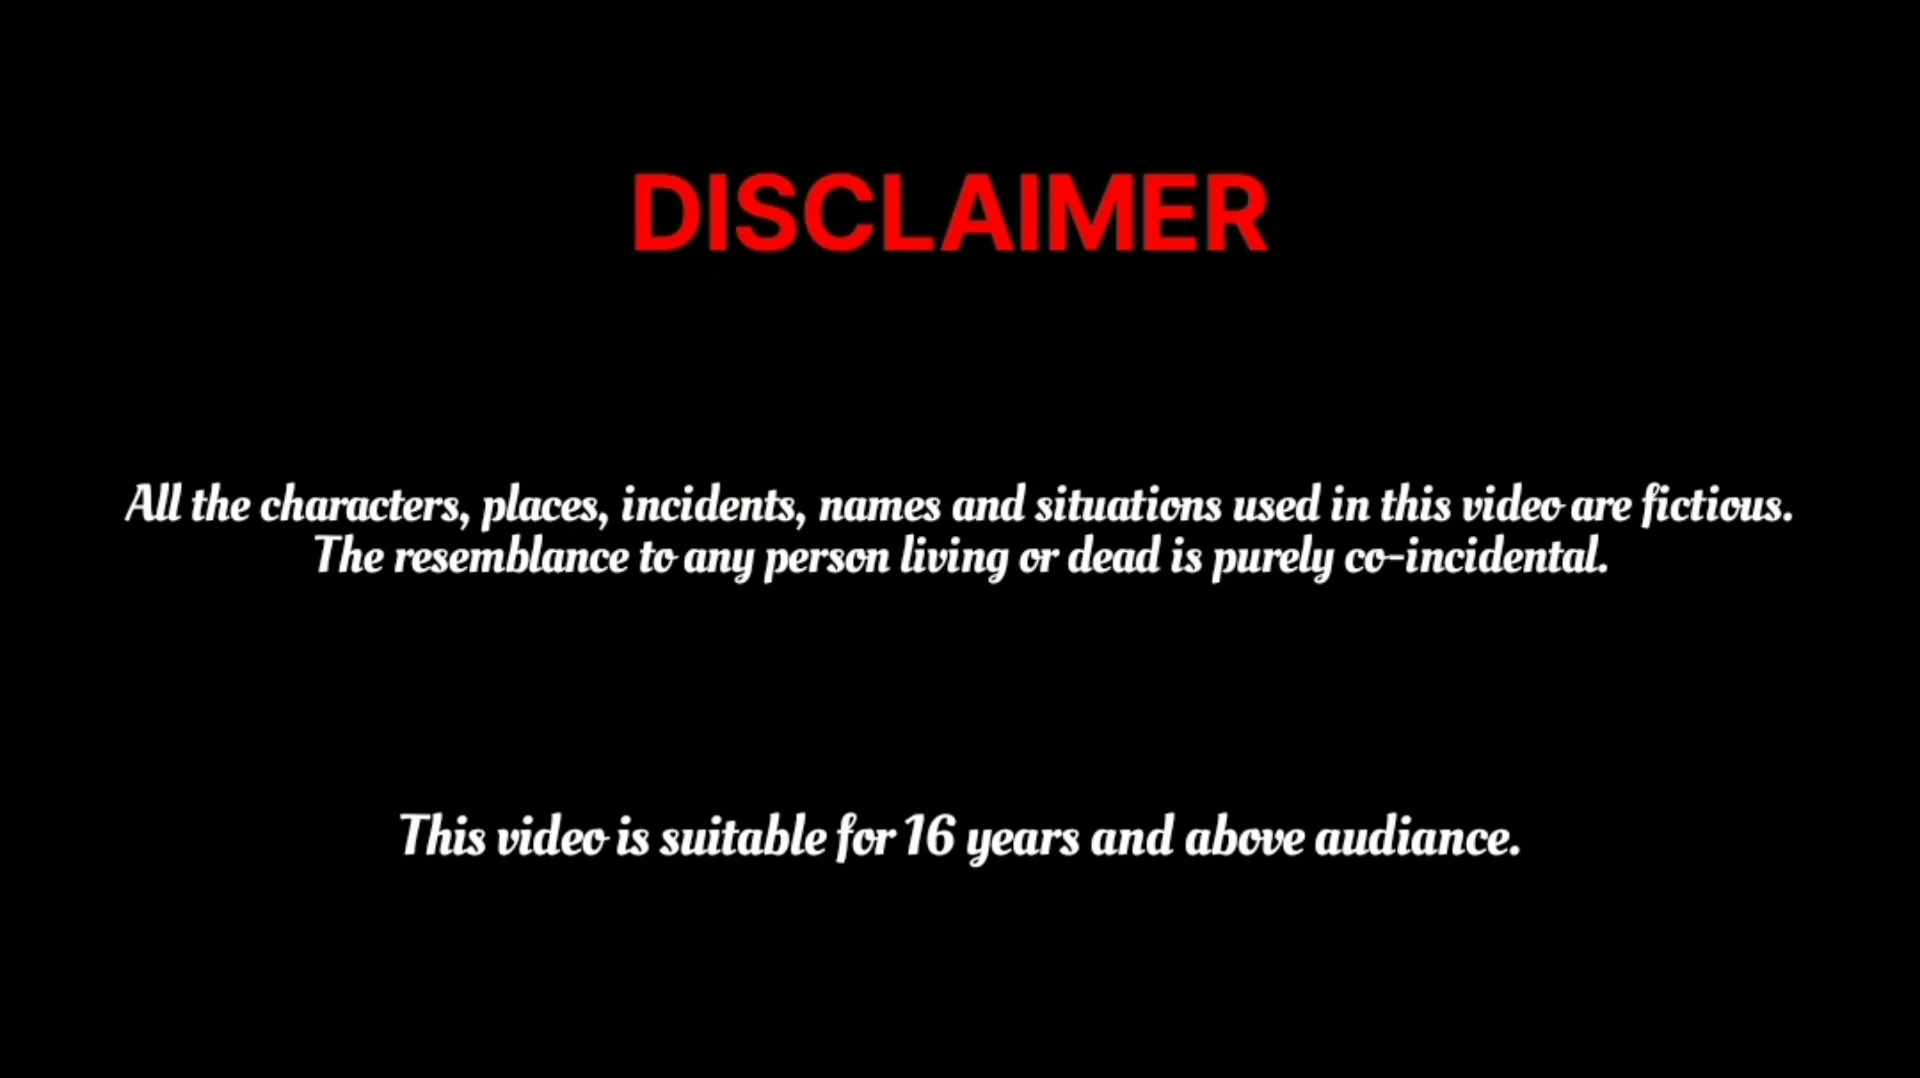 DISCLAIMER
All the characters, places, incidents, names and situations used in this video are fictious.
The resemblance to any person living or dead is purely co-incidental.
This video is suitable for 16 years and above audiance.